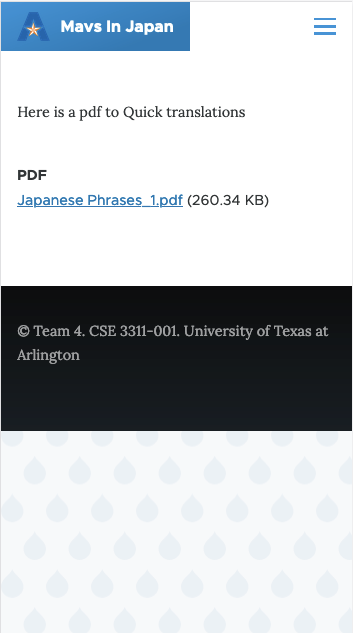 Mavs In Japan
Here is a pdf to Quick translations
PDF
Japanese Phrases_1.pdf (260.34 KB)
© Team 4. CSE 3311-001. University of Texas at
Arlington